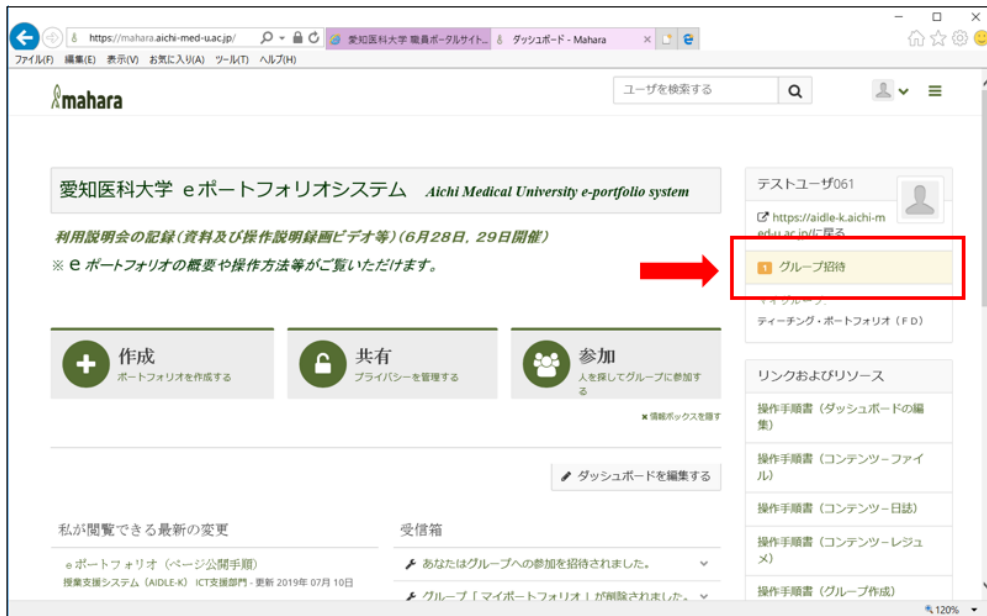 https://mahara.aichi-med-u.ac.jp/
愛知医科大学 職員ポータルサイト...
ダッシュボード - Mahara
ファイル(F) 編集(E) 表示(V) お気に入り(A) ツール(T) ヘルプ(H)
mahara
ユーザを検索する
愛知医科大学 eポートフォリオシステム Aichi Medical University e-portfolio system
利用説明会の記録(資料及び操作説明録画ビデオ等)(6月28日, 29日開催)
※ e ポートフォリオの概要や操作方法等がご覧いただけます。
作成
ポートフォリオを作成する
共有
プライバシーを管理する
参加
人を探してグループに参加す
る
×情報ボックスを隠す
ダッシュボードを編集する
私が閲覧できる最新の変更
eポートフォリオ（ページ公開手順）
授業支援システム（AIDLE-K） ICT支援部門 - 更新 2019年 07月 10日
受信箱
あなたはグループへの参加を招待されました。
グループ「マイポートフォリオ」が削除されました。
テストユーザ061
https://aidle-k.aichi-m
ed-u.ac.jp/に戻る
1 グループ招待
マイグループ:
ティーチング・ポートフォリオ（ＦＤ）
リンクおよびリソース
操作手順書（ダッシュボードの編
集）
操作手順書（コンテンツ－ファイ
ル）
操作手順書（コンテンツ－日誌）
操作手順書（コンテンツ－レジュ
メ）
操作手順書（グループ作成）
120%